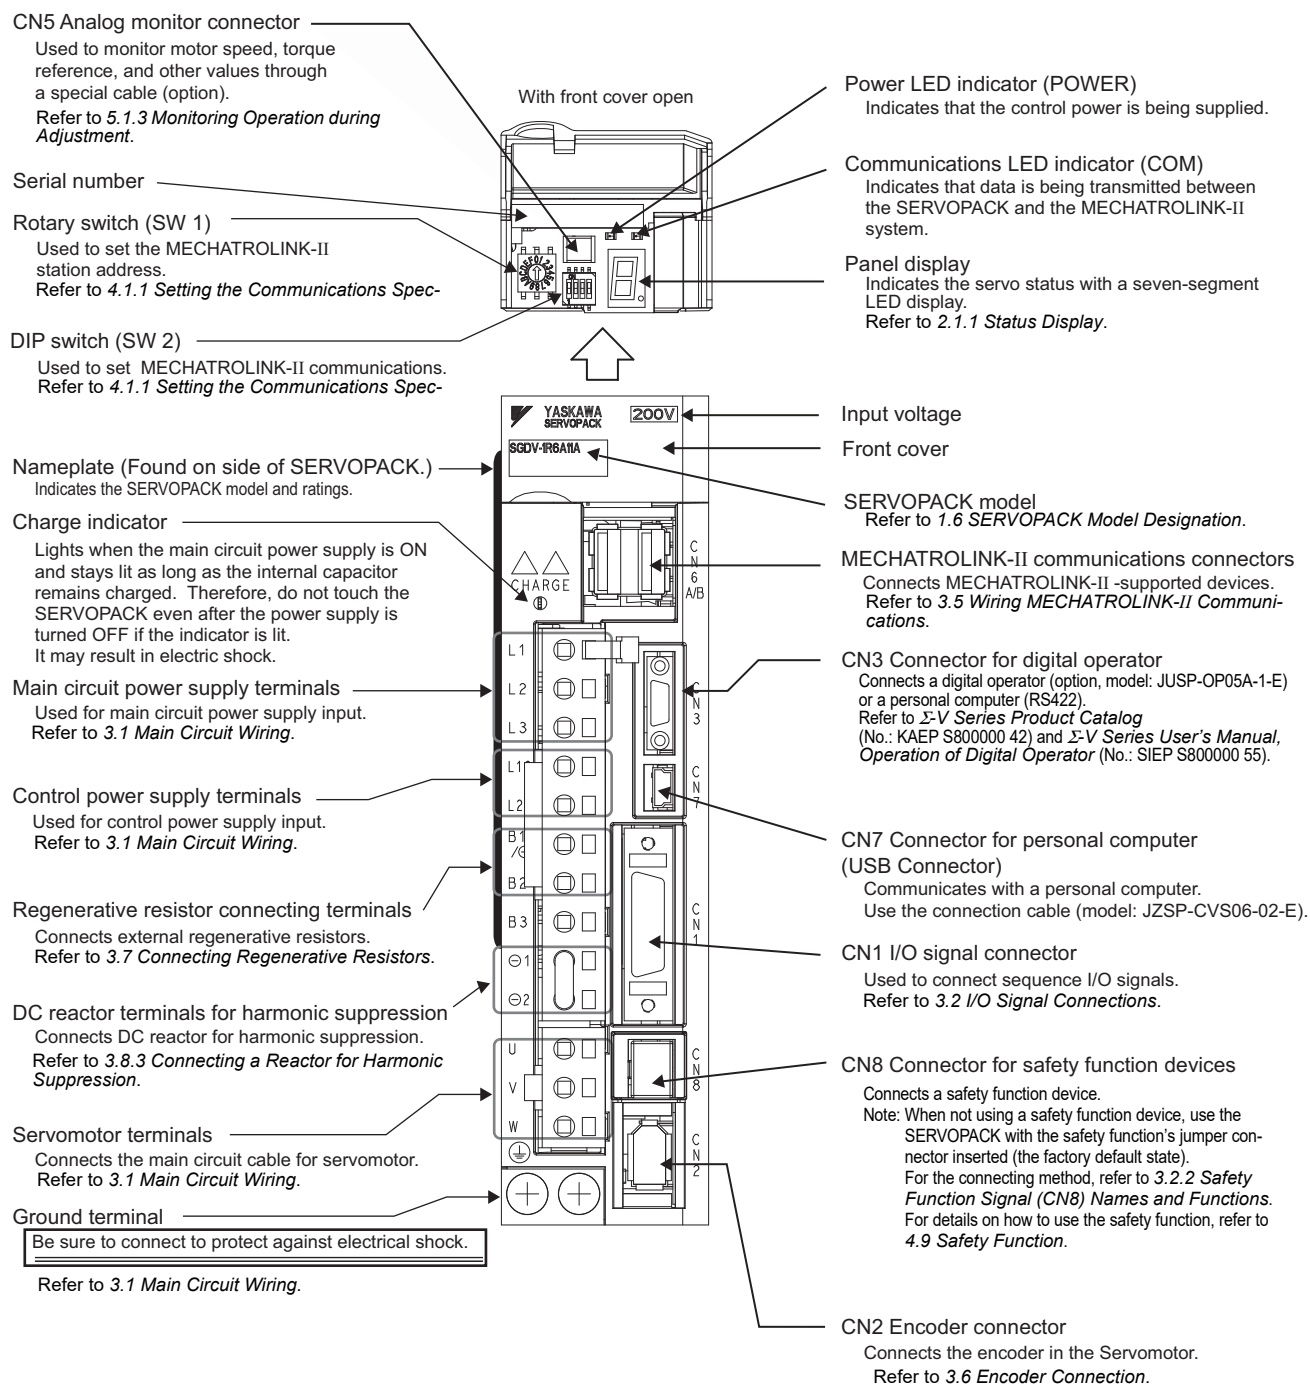 CN5 Analog monitor connector
Used to monitor motor speed, torque
reference, and other values through
a special cable (option).
Refer to 5.1.3 Monitoring Operation during
Adjustment.
Serial number
Rotary switch (SW 1)
Used to set the MECHATROLINK-II
station address.
Refer to 4.1.1 Setting the Communications Spec-
DIP switch (SW 2)
Used to set MECHATROLINK-II communications.
Refer to 4.1.1 Setting the Communications Spec-
Nameplate (Found on side of SERVOPACK.)
Indicates the SERVOPACK model and ratings.
Charge indicator
Lights when the main circuit power supply is ON
and stays lit as long as the internal capacitor
remains charged. Therefore, do not touch the
SERVOPACK even after the power supply is
turned OFF if the indicator is lit.
It may result in electric shock.
Main circuit power supply terminals
Used for main circuit power supply input.
Refer to 3.1 Main Circuit Wiring.
Control power supply terminals
Used for control power supply input.
Refer to 3.1 Main Circuit Wiring.
Regenerative resistor connecting terminals
Connects external regenerative resistors.
Refer to 3.7 Connecting Regenerative Resistors.
DC reactor terminals for harmonic suppression
Connects DC reactor for harmonic suppression.
Refer to 3.8.3 Connecting a Reactor for Harmonic
Suppression.
Servomotor terminals
Connects the main circuit cable for servomotor.
Refer to 3.1 Main Circuit Wiring.
Ground terminal
Be sure to connect to protect against electrical shock.
Refer to 3.1 Main Circuit Wiring.
With front cover open
YASKAWA
SERVOPACK
200V
SGDV-1R6A11A
CHARGE
CN6
A/B
L1
L2
L3
CN3
L1
L2
CN7
B1
/⊖
B2
B3
CN1
⊖1
⊖2
U
V
W
CN8
CN2
Power LED indicator (POWER)
Indicates that the control power is being supplied.
Communications LED indicator (COM)
Indicates that data is being transmitted between
the SERVOPACK and the MECHATROLINK-II
system.
Panel display
Indicates the servo status with a seven-segment
LED display.
Refer to 2.1.1 Status Display.
Input voltage
Front cover
SERVOPACK model
Refer to 1.6 SERVOPACK Model Designation.
MECHATROLINK-II communications connectors
Connects MECHATROLINK-II -supported devices.
Refer to 3.5 Wiring MECHATROLINK-II Communi-
cations.
CN3 Connector for digital operator
Connects a digital operator (option, model: JUSP-OP05A-1-E)
or a personal computer (RS422).
Refer to Σ-V Series Product Catalog
(No.: KAEP S800000 42) and Σ-V Series User's Manual,
Operation of Digital Operator (No.: SIEP S800000 55).
CN7 Connector for personal computer
(USB Connector)
Communicates with a personal computer.
Use the connection cable (model: JZSP-CVS06-02-E).
CN1 I/O signal connector
Used to connect sequence I/O signals.
Refer to 3.2 I/O Signal Connections.
CN8 Connector for safety function devices
Connects a safety function device.
Note: When not using a safety function device, use the
SERVOPACK with the safety function's jumper con-
nector inserted (the factory default state).
For the connecting method, refer to 3.2.2 Safety
Function Signal (CN8) Names and Functions.
For details on how to use the safety function, refer to
4.9 Safety Function.
CN2 Encoder connector
Connects the encoder in the Servomotor.
Refer to 3.6 Encoder Connection.